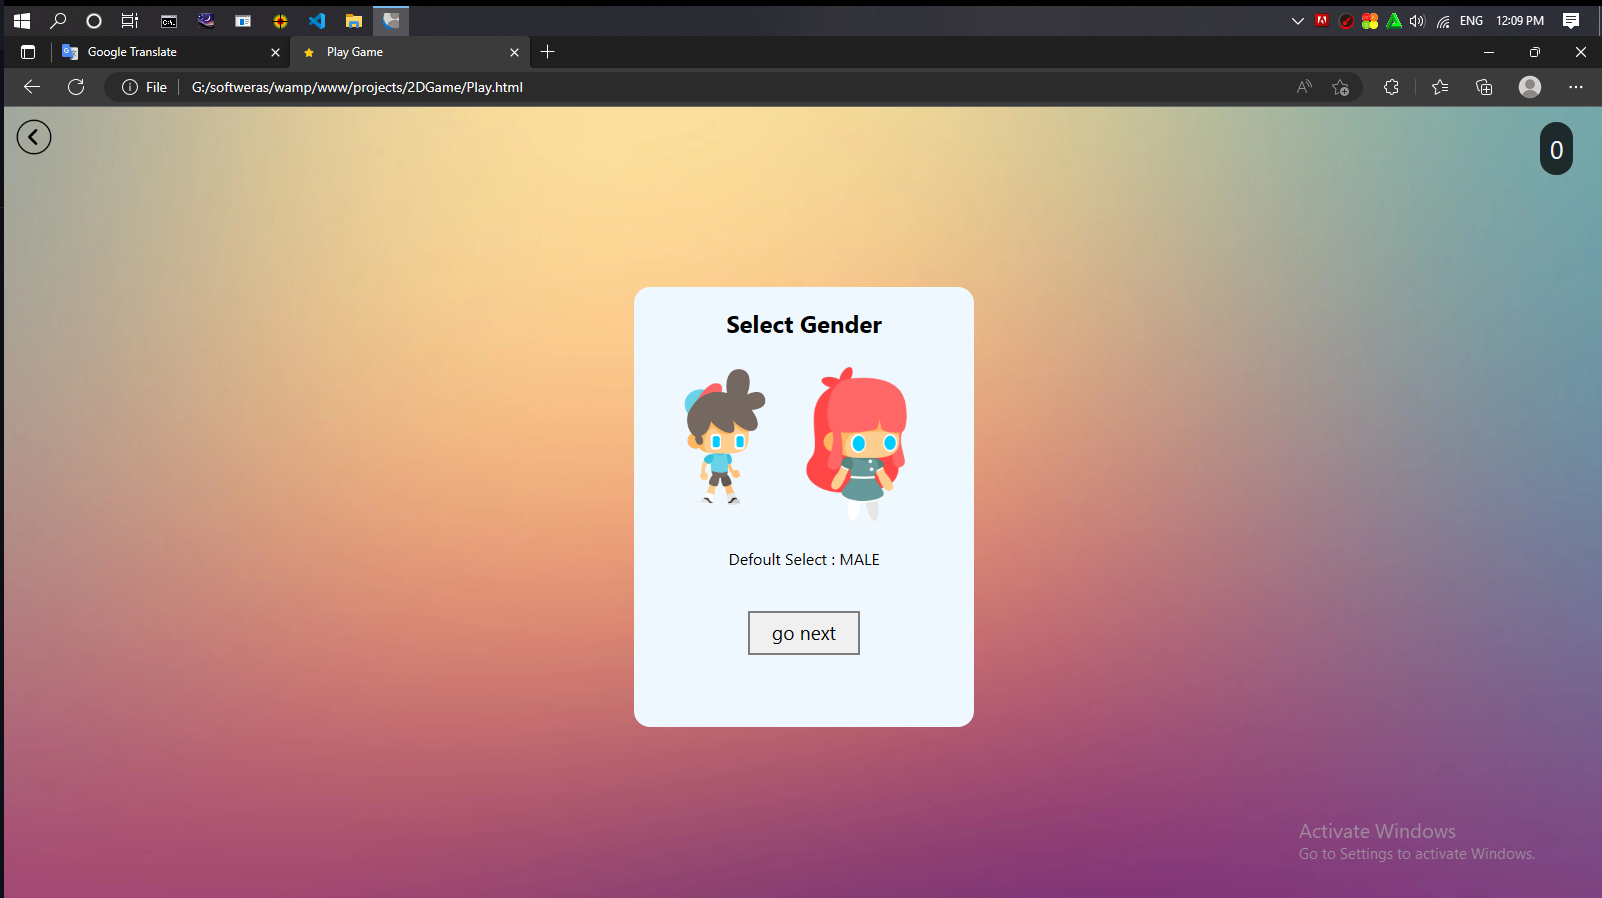 C:\.
ENG
12:09 PM
Google Translate
Play Game
File
G:/softweras/wamp/www/projects/2DGame/Play.html
0
Select Gender
Defoult Select : MALE
go next
Activate Windows
Go to Settings to activate Windows.